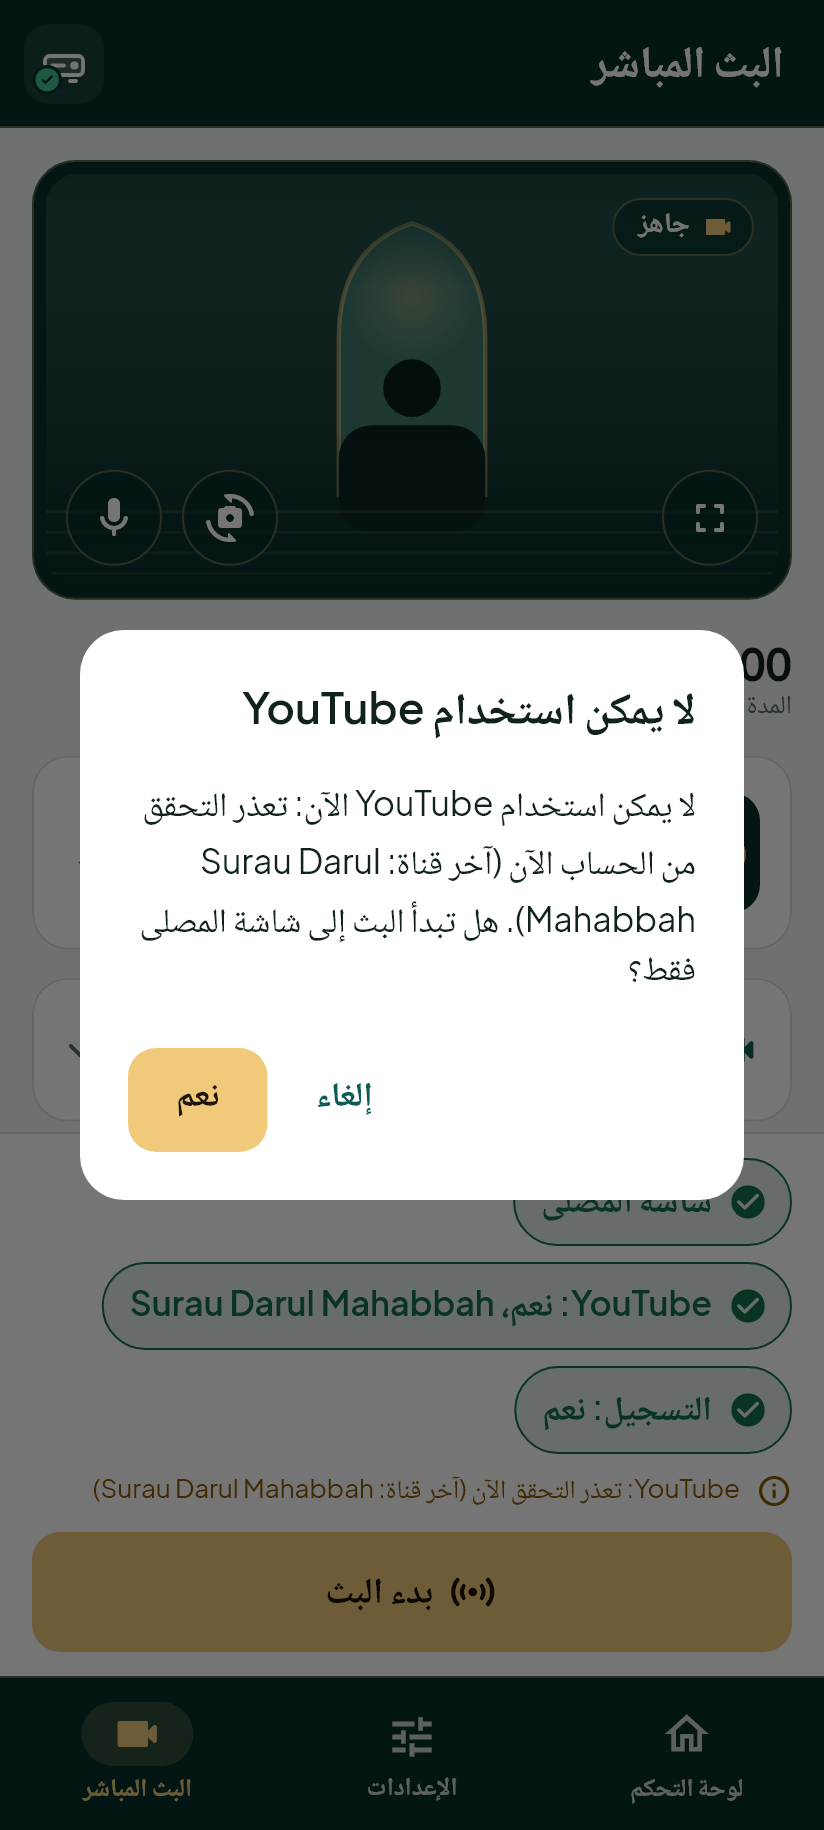 البث المباشر
جاهز
00
المدة
لا يمكن استخدام YouTube
لا يمكن استخدام YouTube الآن: تعذر التحقق
من الحساب الآن (آخر قناة: Surau Darul
Mahabbah). هل تبدأ البث إلى شاشة المصلى
فقط؟
إلغاء
نعم
شاشة المصلى
YouTube: نعم، Surau Darul Mahabbah
التسجيل: نعم
YouTube: تعذر التحقق الآن (آخر قناة: Surau Darul Mahabbah)
بدء البث
لوحة التحكم
الإعدادات
البث المباشر